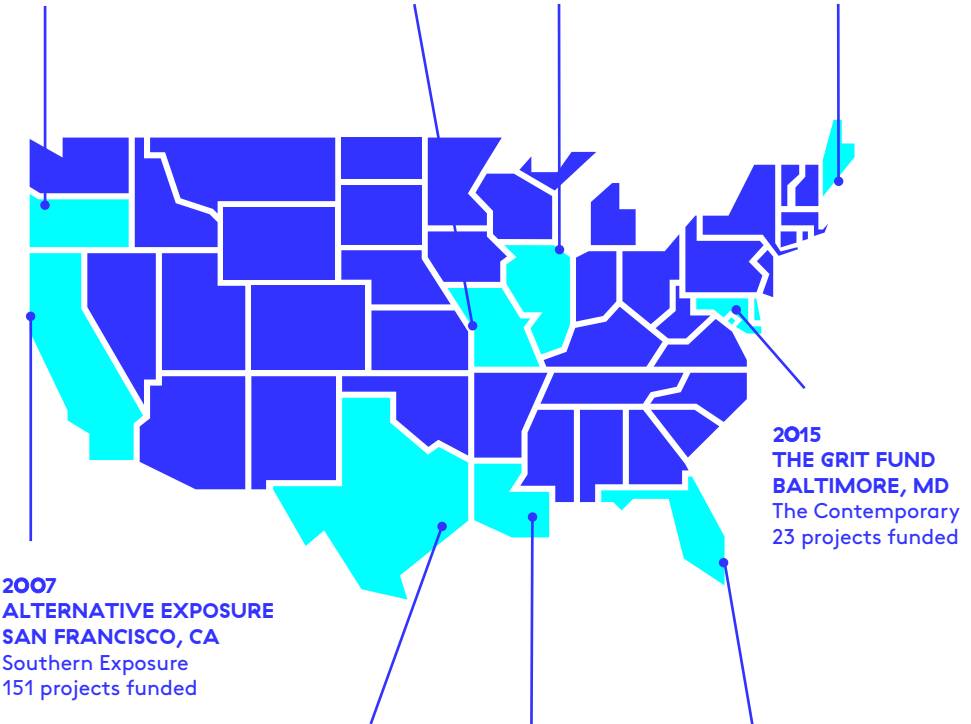 2015
THE GRIT FUND
BALTIMORE, MD
The Contemporary
23 projects funded
2007
ALTERNATIVE EXPOSURE
SAN FRANCISCO, CA
Southern Exposure
151 projects funded